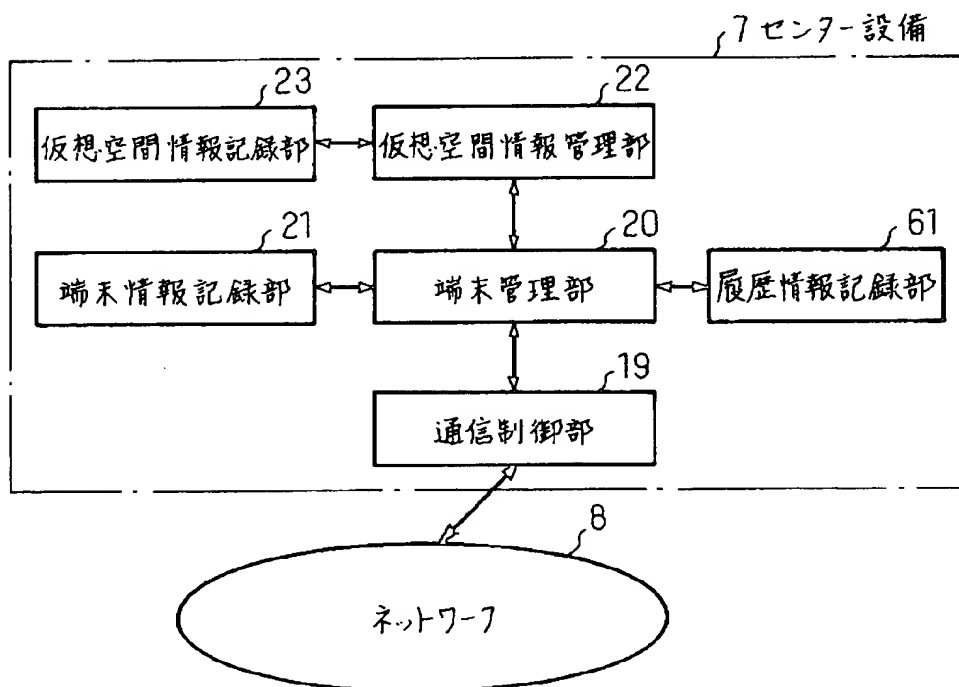 7 センター設備
23
22
仮想空間情報記録部
仮想空間情報管理部
21
20
61
端末情報記録部
端末管理部
履歴情報記録部
19
通信制御部
8
ネットワーク